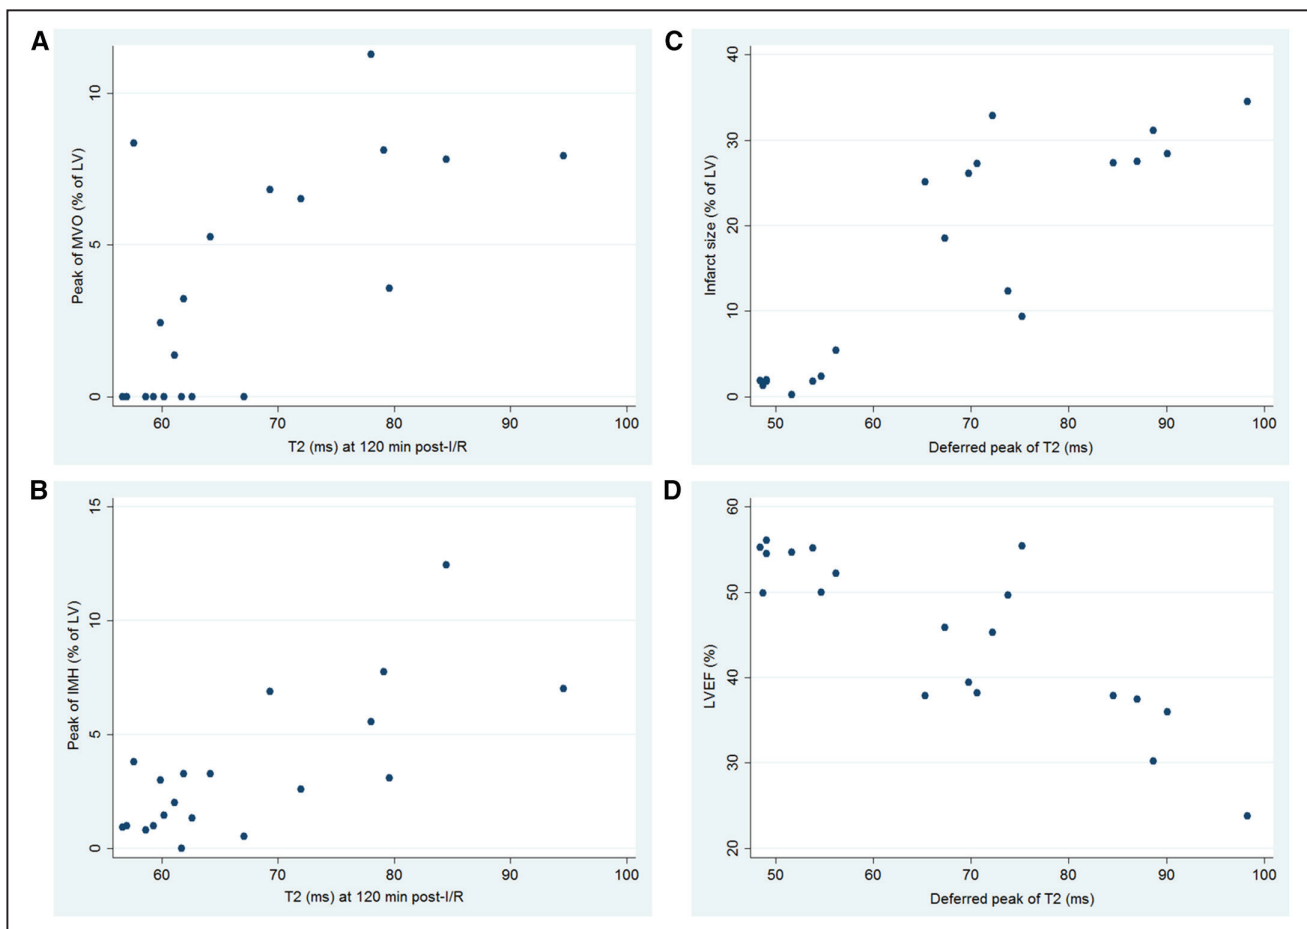 A
Peak of MVO (% of LV)
10
5
0
60 70 80 90 100
T2 (ms) at 120 min post-I/R
B
Peak of IMH (% of LV)
15
10
5
0
60 70 80 90 100
T2 (ms) at 120 min post-I/R
C
Infarct size (% of LV)
40
30
20
10
0
50 60 70 80 90 100
Deferred peak of T2 (ms)
D
LVEF (%)
60
50
40
30
20
50 60 70 80 90 100
Deferred peak of T2 (ms)